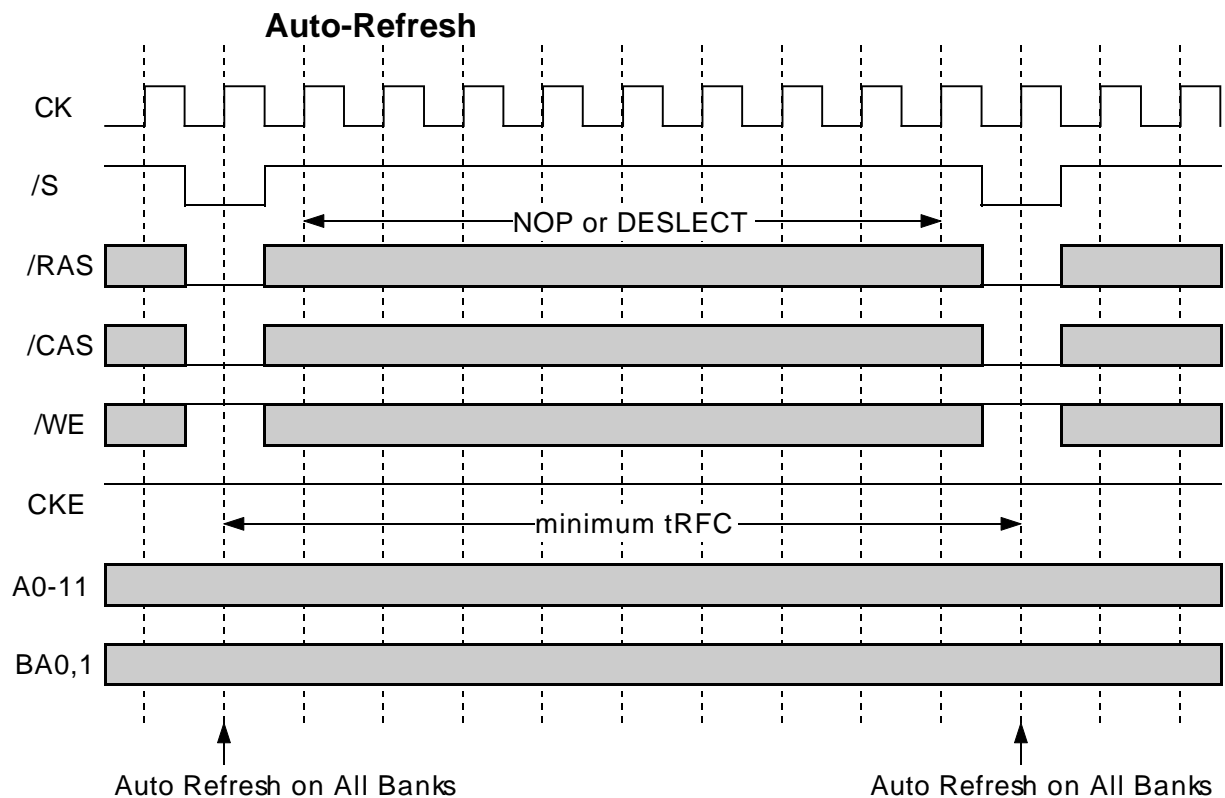 Auto-Refresh
CK
/S
NOP or DESLECT
/RAS
/CAS
/WE
CKE
minimum tRFC
A0-11
BA0,1
Auto Refresh on All Banks
Auto Refresh on All Banks